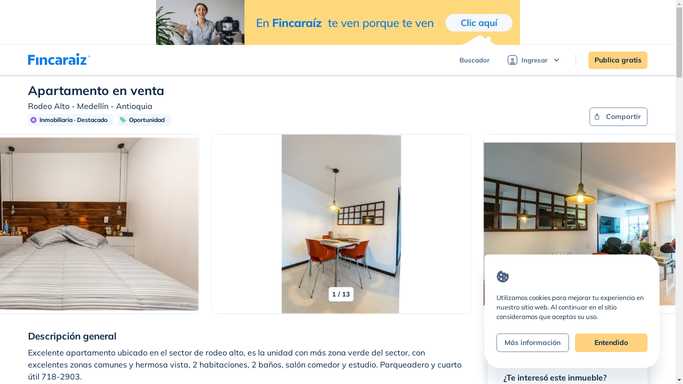 En Fincaraíz te ven porque te ven
Clic aquí
Fincaraíz
Buscador
Ingresar
Publica gratis
Apartamento en venta
Rodeo Alto - Medellín - Antioquia
Inmobiliaria - Destacado
Oportunidad
Compartir
1 / 13
Utilizamos cookies para mejorar tu experiencia en
nuestro sitio web. Al continuar en el sitio
consideramos que aceptas su uso.
Más información
Entendido
Descripción general
Excelente apartamento ubicado en el sector de rodeo alto, es la unidad con más zona verde del sector, con
excelentes zonas comunes y hermosa vista, 2 habitaciones, 2 baños, salón comedor y estudio. Parqueadero y cuarto
útil 718-2903.
¿Te interesó este inmueble?